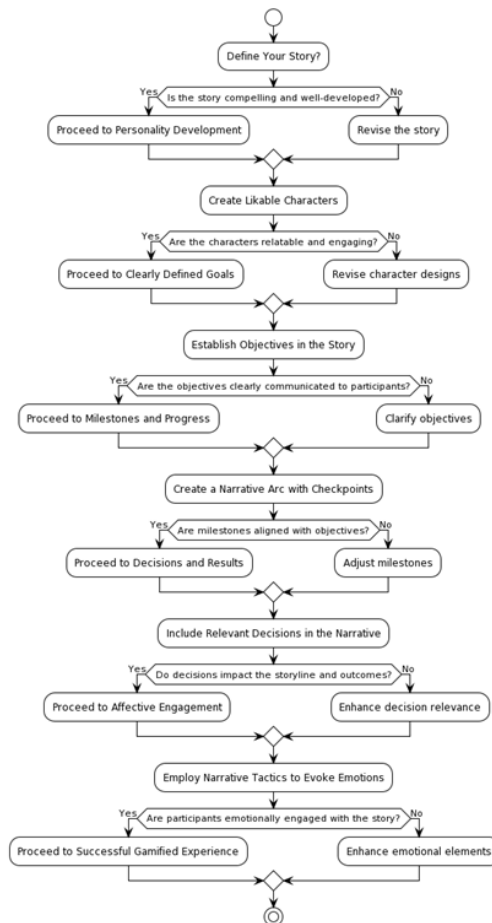 Define Your Story?
Yes
Is the story compelling and well-developed?
No
Proceed to Personality Development
Revise the story
Create Likable Characters
Yes
Are the characters relatable and engaging?
No
Proceed to Clearly Defined Goals
Revise character designs
Establish Objectives in the Story
Yes
Are the objectives clearly communicated to participants?
No
Proceed to Milestones and Progress
Clarify objectives
Create a Narrative Arc with Checkpoints
Yes
Are milestones aligned with objectives?
No
Proceed to Decisions and Results
Adjust milestones
Include Relevant Decisions in the Narrative
Yes
Do decisions impact the storyline and outcomes?
No
Proceed to Affective Engagement
Enhance decision relevance
Employ Narrative Tactics to Evoke Emotions
Yes
Are participants emotionally engaged with the story?
No
Proceed to Successful Gamified Experience
Enhance emotional elements